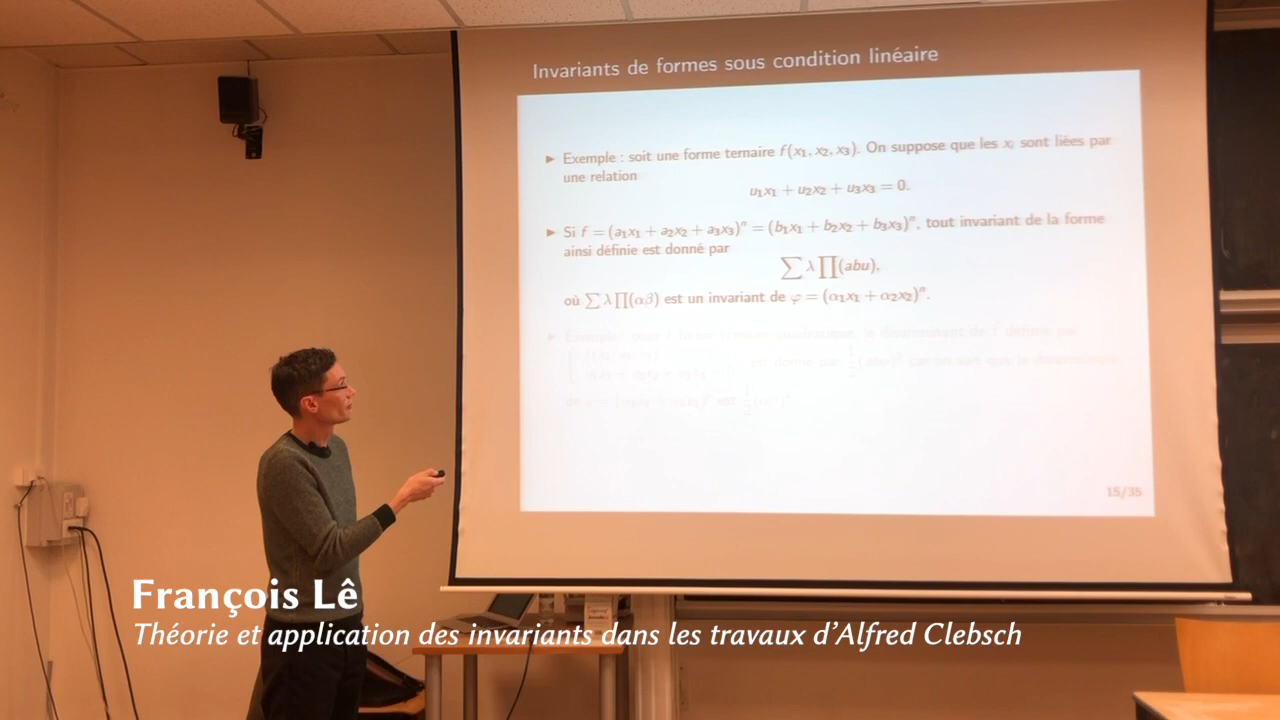 Invariants de formes sous condition linéaire
► Exemple : soit une forme ternaire f(x₁, x₂, x₃). On suppose que les xᵢ sont liées par
une relation
u₁x₁ + u₂x₂ + u₃x₃ = 0.
► Si f = (a₁x₁ + a₂x₂ + a₃x₃)ⁿ = (b₁x₁ + b₂x₂ + b₃x₃)ⁿ, tout invariant de la forme
ainsi définie est donné par
∑ λ ∏(abu),
où ∑ λ ∏(αβ) est un invariant de φ = (α₁x₁ + α₂x₂)ⁿ.
15/35
François Lê
Théorie et application des invariants dans les travaux d’Alfred Clebsch